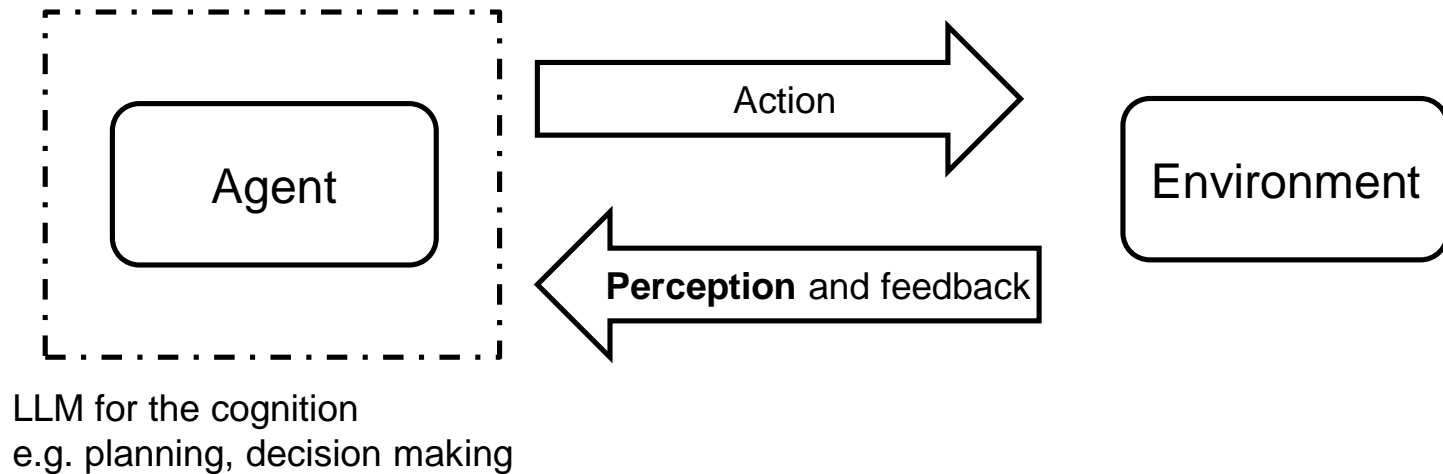 Action
Agent
Environment
Perception and feedback
LLM for the cognition
e.g. planning, decision making